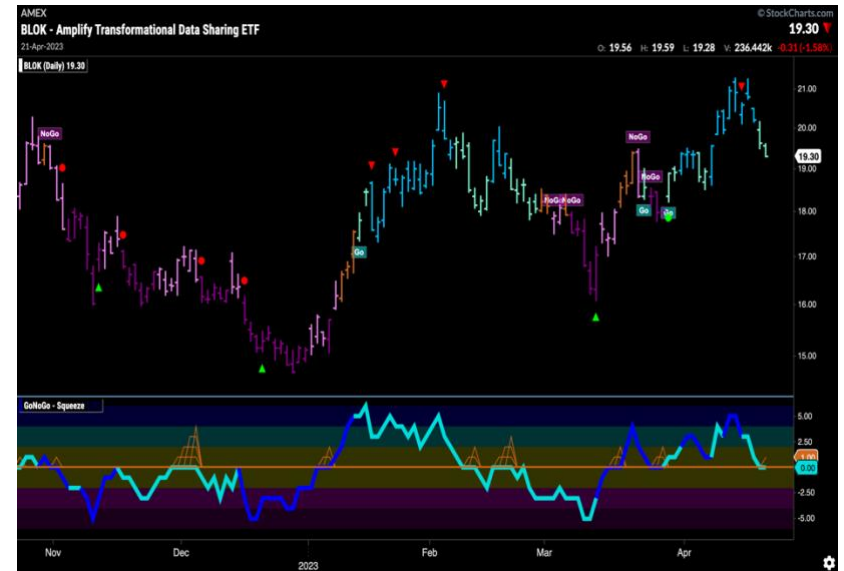 AMEX
© StockCharts.com
BLOK - Amplify Transformational Data Sharing ETF
19.30
21-Apr-2023
O: 19.56 H: 19.59 L: 19.28 V: 236.442k -0.31 (-1.58%)
BLOK (Daily) 19.30
21.00
20.00
NoGo
NoGo
19.30
19.00
NoGo
NoGo
NoGo
18.00
Go
Go
Go
17.00
16.00
15.00
GoNoGo - Squeeze
5.00
2.50
1.00
0.00
-2.50
-5.00
Nov
Dec
2023
Feb
Mar
Apr